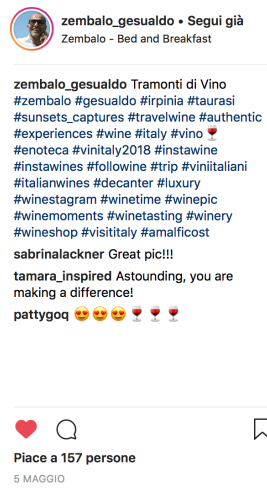 zembalo_gesualdo • Segui già
Zembalo - Bed and Breakfast
zembalo_gesualdo Tramonti di Vino
#zembalo #gesualdo #irpinia #taurasi
#sunsets_captures #travelwine #authentic
#experiences #wine #italy #vino🍷
#enoteca #vinitaly2018 #instawine
#instawines #followine #trip #viniitaliani
#italianwines #decanter #luxury
#winestagram #winetime #winepic
#winemoments #winetasting #winery
#wineshop #visititaly #amalficost
sabrinalackner Great pic!!!
tamara_inspired Astounding, you are
making a difference!
pattygoq 😍😍😍🍷🍷🍷
Piace a 157 persone
5 MAGGIO